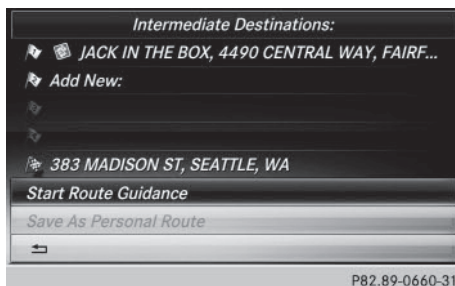 Intermediate Destinations:
JACK IN THE BOX, 4490 CENTRAL WAY, FAIRF...
Add New:
383 MADISON ST, SEATTLE, WA
Start Route Guidance
Save As Personal Route
P82.89-0660-31